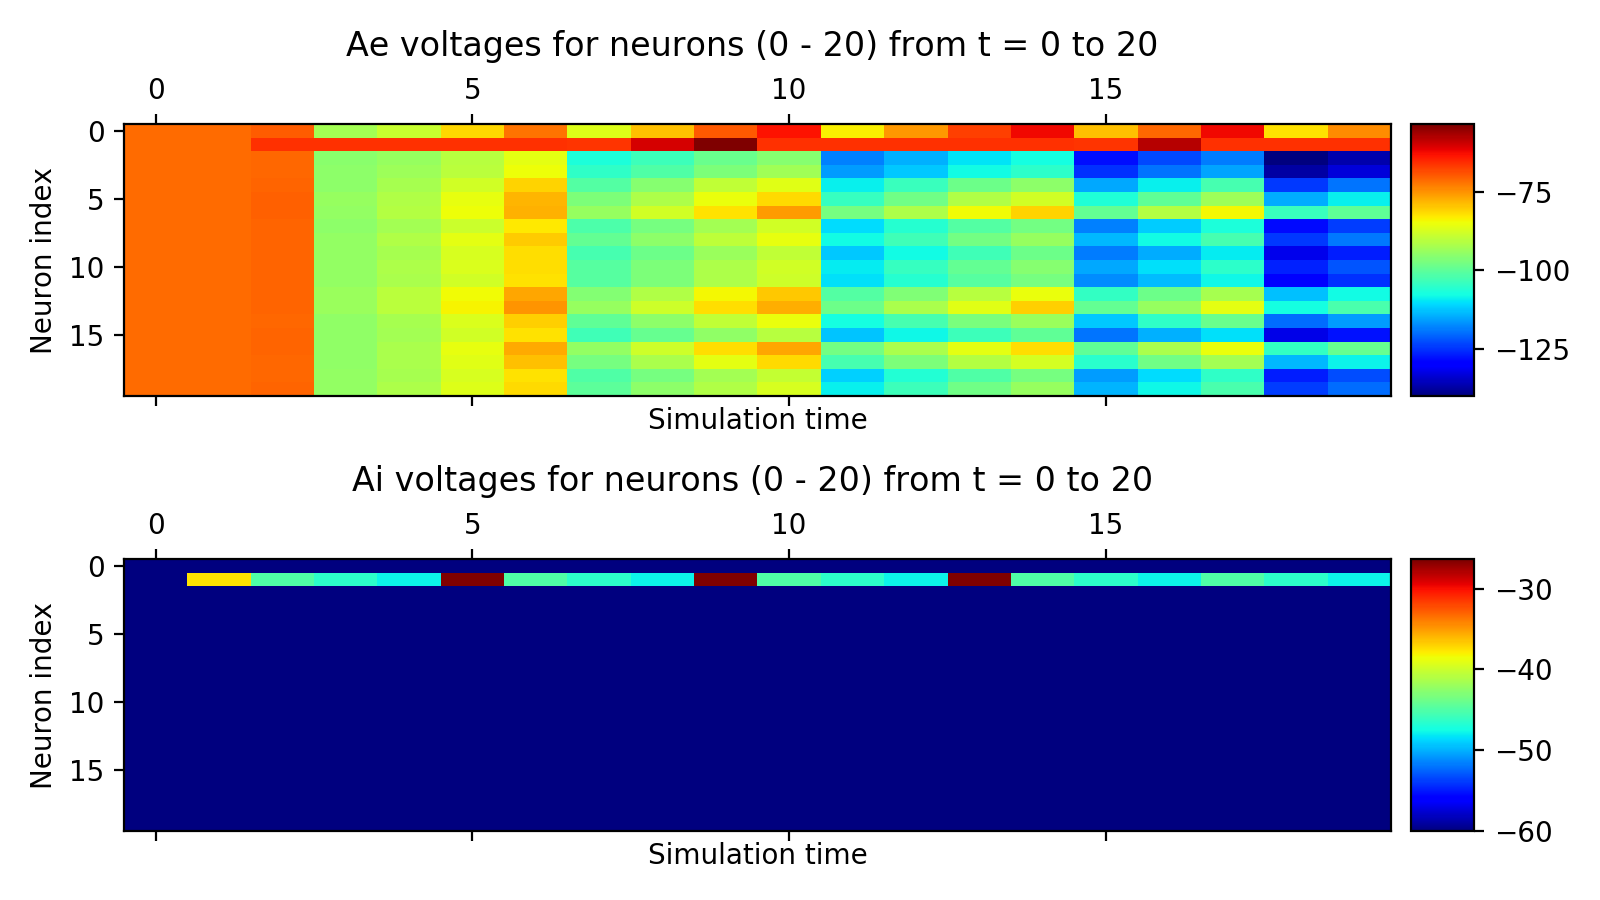 Ae voltages for neurons (0 - 20) from t = 0 to 20
0 5 10 15
Neuron index
0
5
10
15
−75
−100
−125
Simulation time
Ai voltages for neurons (0 - 20) from t = 0 to 20
0 5 10 15
Neuron index
0
5
10
15
−30
−40
−50
−60
Simulation time